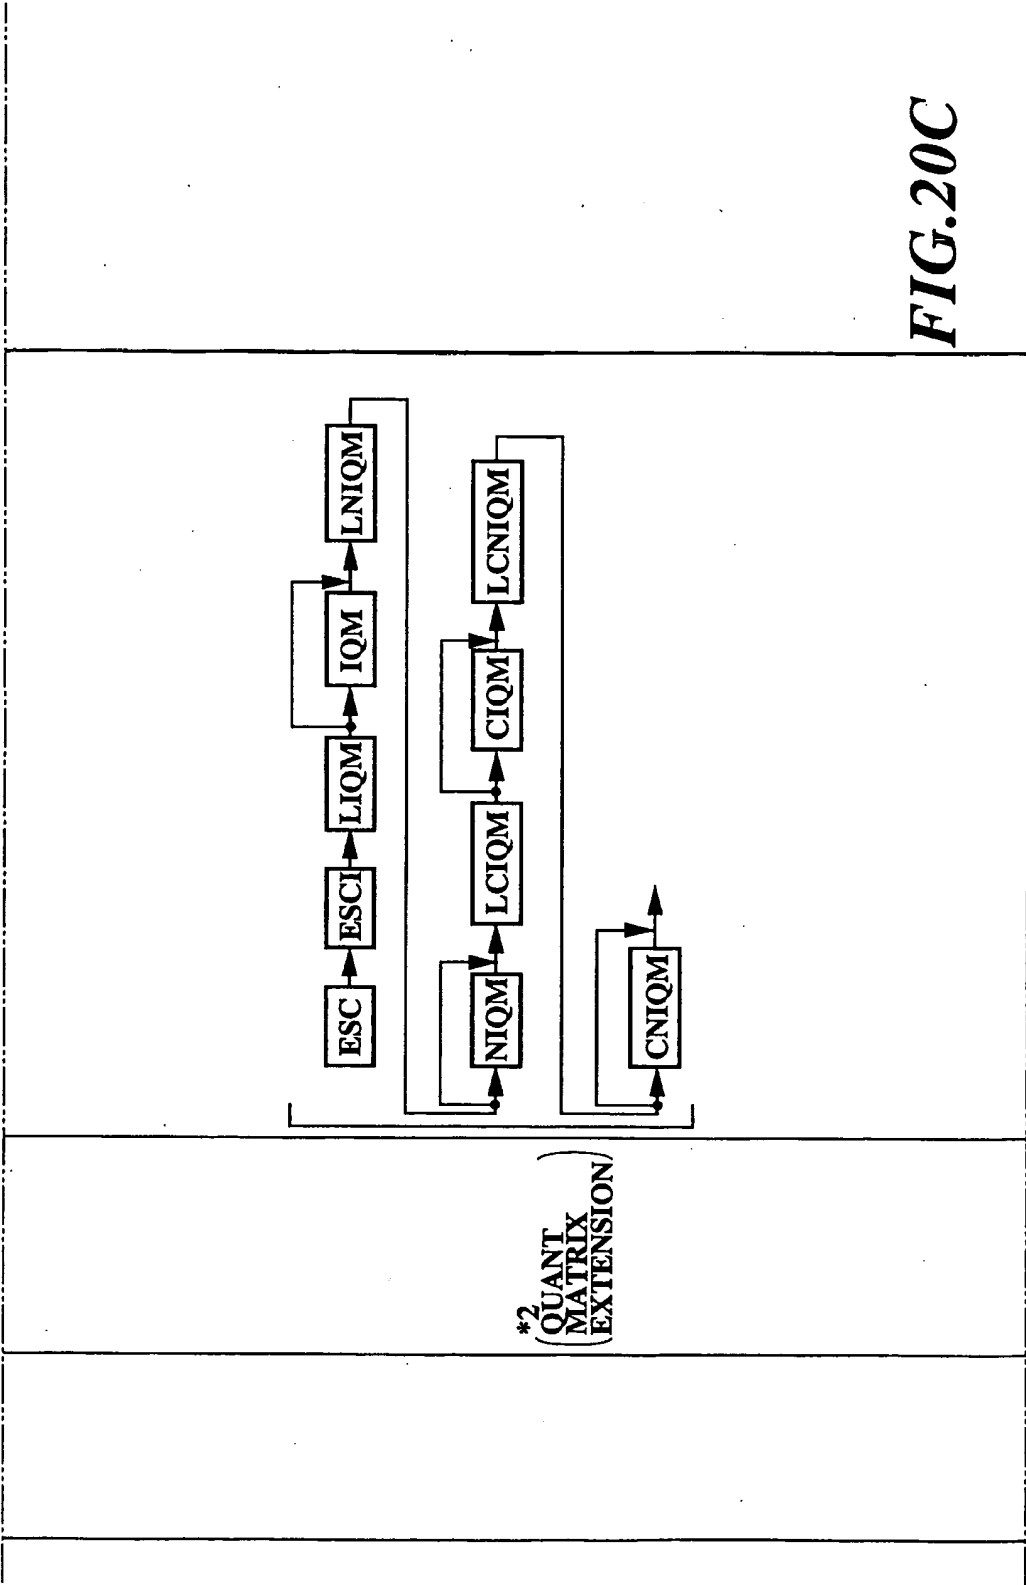 *2
(QUANT
MATRIX
EXTENSION)
ESC
ESCI
LIQM
IQM
LNIQM
NIQM
LCIQM
CIQM
LCNIQM
CNIQM
FIG.20C